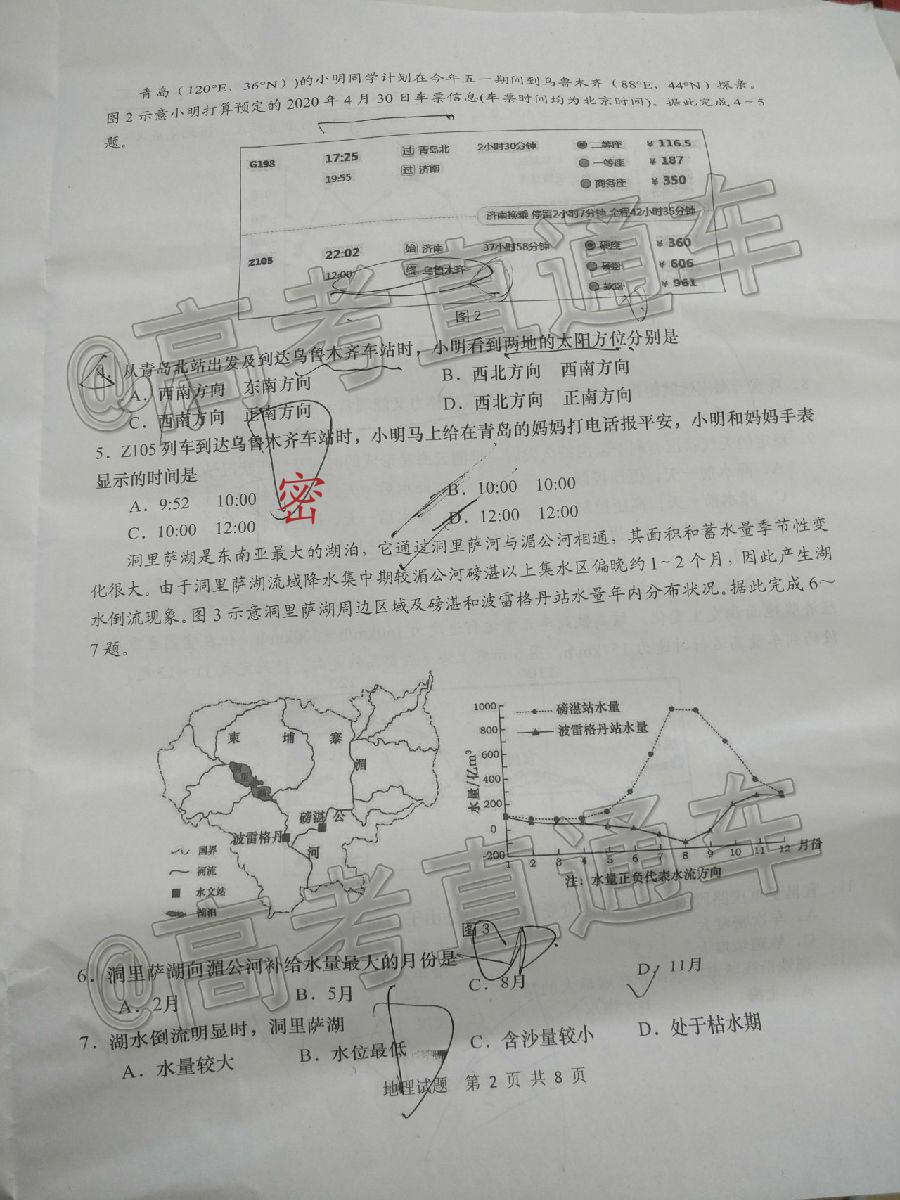 青岛（120°E，36°N）)的小明同学计划在今年五一期间到乌鲁木齐（88°E，44°N）探亲。
图2示意小明打算预定的2020年4月30日车票信息(车票时间均为北京时间)。据此完成4~5
题。
G198 17:25 过 青岛北 2小时30分钟 二等座 ￥116.5
19:55 过 济南 一等座 ￥187
商务座 ￥350
济南换乘 停留2小时7分钟 全程42小时35分钟
Z105 22:02 始 济南 37小时58分钟 硬座 ￥360
12:00 终 乌鲁木齐 硬卧 ￥606
软卧 ￥961
图2
4．从青岛北站出发及到达乌鲁木齐车站时，小明看到两地的太阳方位分别是
A．西南方向 东南方向 B．西北方向 西南方向
C．西南方向 正南方向 D．西北方向 正南方向
5．Z105列车到达乌鲁木齐车站时，小明马上给在青岛的妈妈打电话报平安，小明和妈妈手表
显示的时间是
A．9:52 10:00 B．10:00 10:00
C．10:00 12:00 D．12:00 12:00
密
洞里萨湖是东南亚最大的湖泊，它通过洞里萨河与湄公河相通，其面积和蓄水量季节性变
化很大。由于洞里萨湖流域降水集中期较湄公河磅湛以上集水区偏晚约1~2个月，因此产生湖
水倒流现象。图3示意洞里萨湖周边区域及磅湛和波雷格丹站水量年内分布状况。据此完成6~
7题。
柬 埔 寨
湄
磅湛 公
波雷格丹
河
国界
河流
水文站
湖泊
水量/亿m³
1000
800
600
400
200
0
-200
磅湛站水量
波雷格丹站水量
1 2 3 4 5 6 7 8 9 10 11 12 月份
注：水量正负代表水流方向
图3
6．洞里萨湖向湄公河补给水量最大的月份是
A．2月 B．5月 C．8月 D．11月
7．湖水倒流明显时，洞里萨湖
A．水量较大 B．水位最低 C．含沙量较小 D．处于枯水期
地理试题 第2页共8页
@高考直通车
@高考直通车